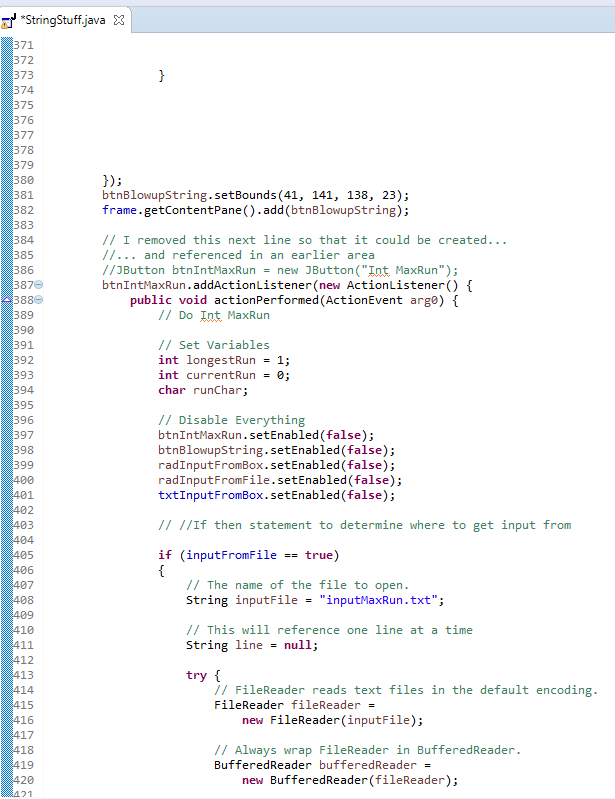 *StringStuff.java
371
372
373 }
374
375
376
377
378
379
380 });
381 btnBlowupString.setBounds(41, 141, 138, 23);
382 frame.getContentPane().add(btnBlowupString);
383
384 // I removed this next line so that it could be created...
385 //... and referenced in an earlier area
386 //JButton btnIntMaxRun = new JButton("Int MaxRun");
387 btnIntMaxRun.addActionListener(new ActionListener() {
388 public void actionPerformed(ActionEvent arg0) {
389 // Do Int MaxRun
390
391 // Set Variables
392 int longestRun = 1;
393 int currentRun = 0;
394 char runChar;
395
396 // Disable Everything
397 btnIntMaxRun.setEnabled(false);
398 btnBlowupString.setEnabled(false);
399 radInputFromBox.setEnabled(false);
400 radInputFromFile.setEnabled(false);
401 txtInputFromBox.setEnabled(false);
402
403 // //If then statement to determine where to get input from
404
405 if (inputFromFile == true)
406 {
407 // The name of the file to open.
408 String inputFile = "inputMaxRun.txt";
409
410 // This will reference one line at a time
411 String line = null;
412
413 try {
414 // FileReader reads text files in the default encoding.
415 FileReader fileReader =
416 new FileReader(inputFile);
417
418 // Always wrap FileReader in BufferedReader.
419 BufferedReader bufferedReader =
420 new BufferedReader(fileReader);
421